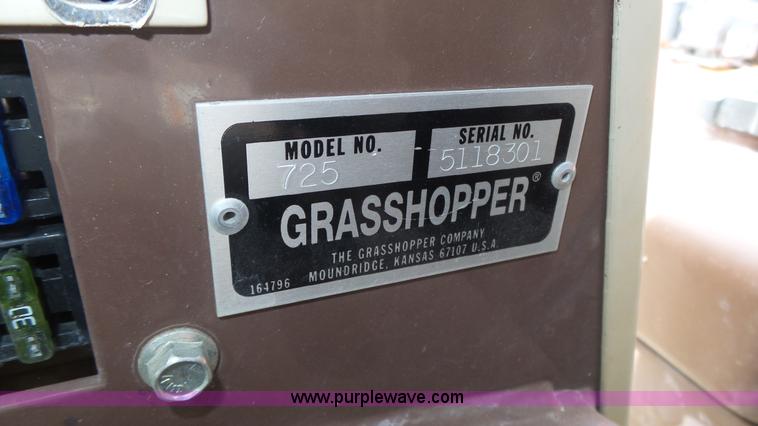 MODEL NO.
725
SERIAL NO.
5118301
GRASSHOPPER®
THE GRASSHOPPER COMPANY
MOUNDRIDGE, KANSAS 67107 U.S.A.
164796
30
www.purplewave.com